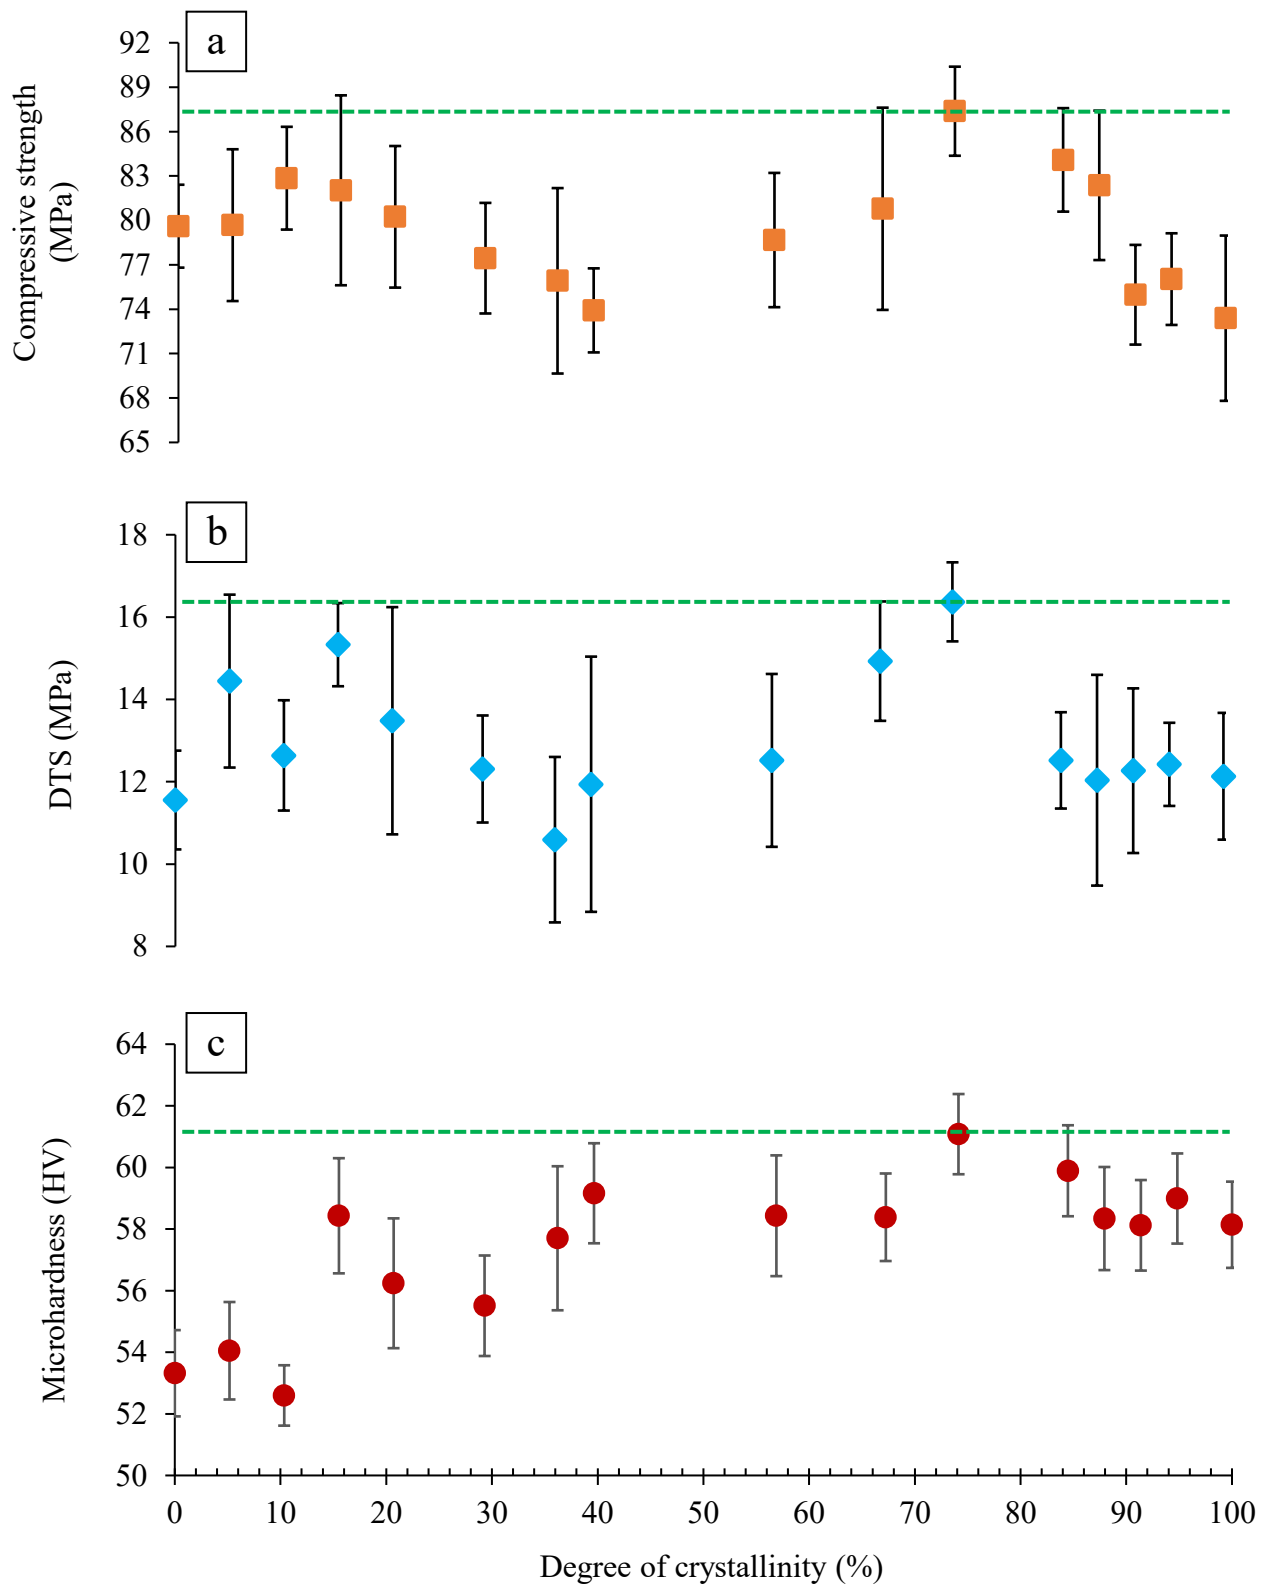 a
92
89
86
83
80
77
74
71
68
65
Compressive strength
(MPa)
b
18
16
14
12
10
8
DTS (MPa)
c
64
62
60
58
56
54
52
50
Microhardness (HV)
0 10 20 30 40 50 60 70 80 90 100
Degree of crystallinity (%)